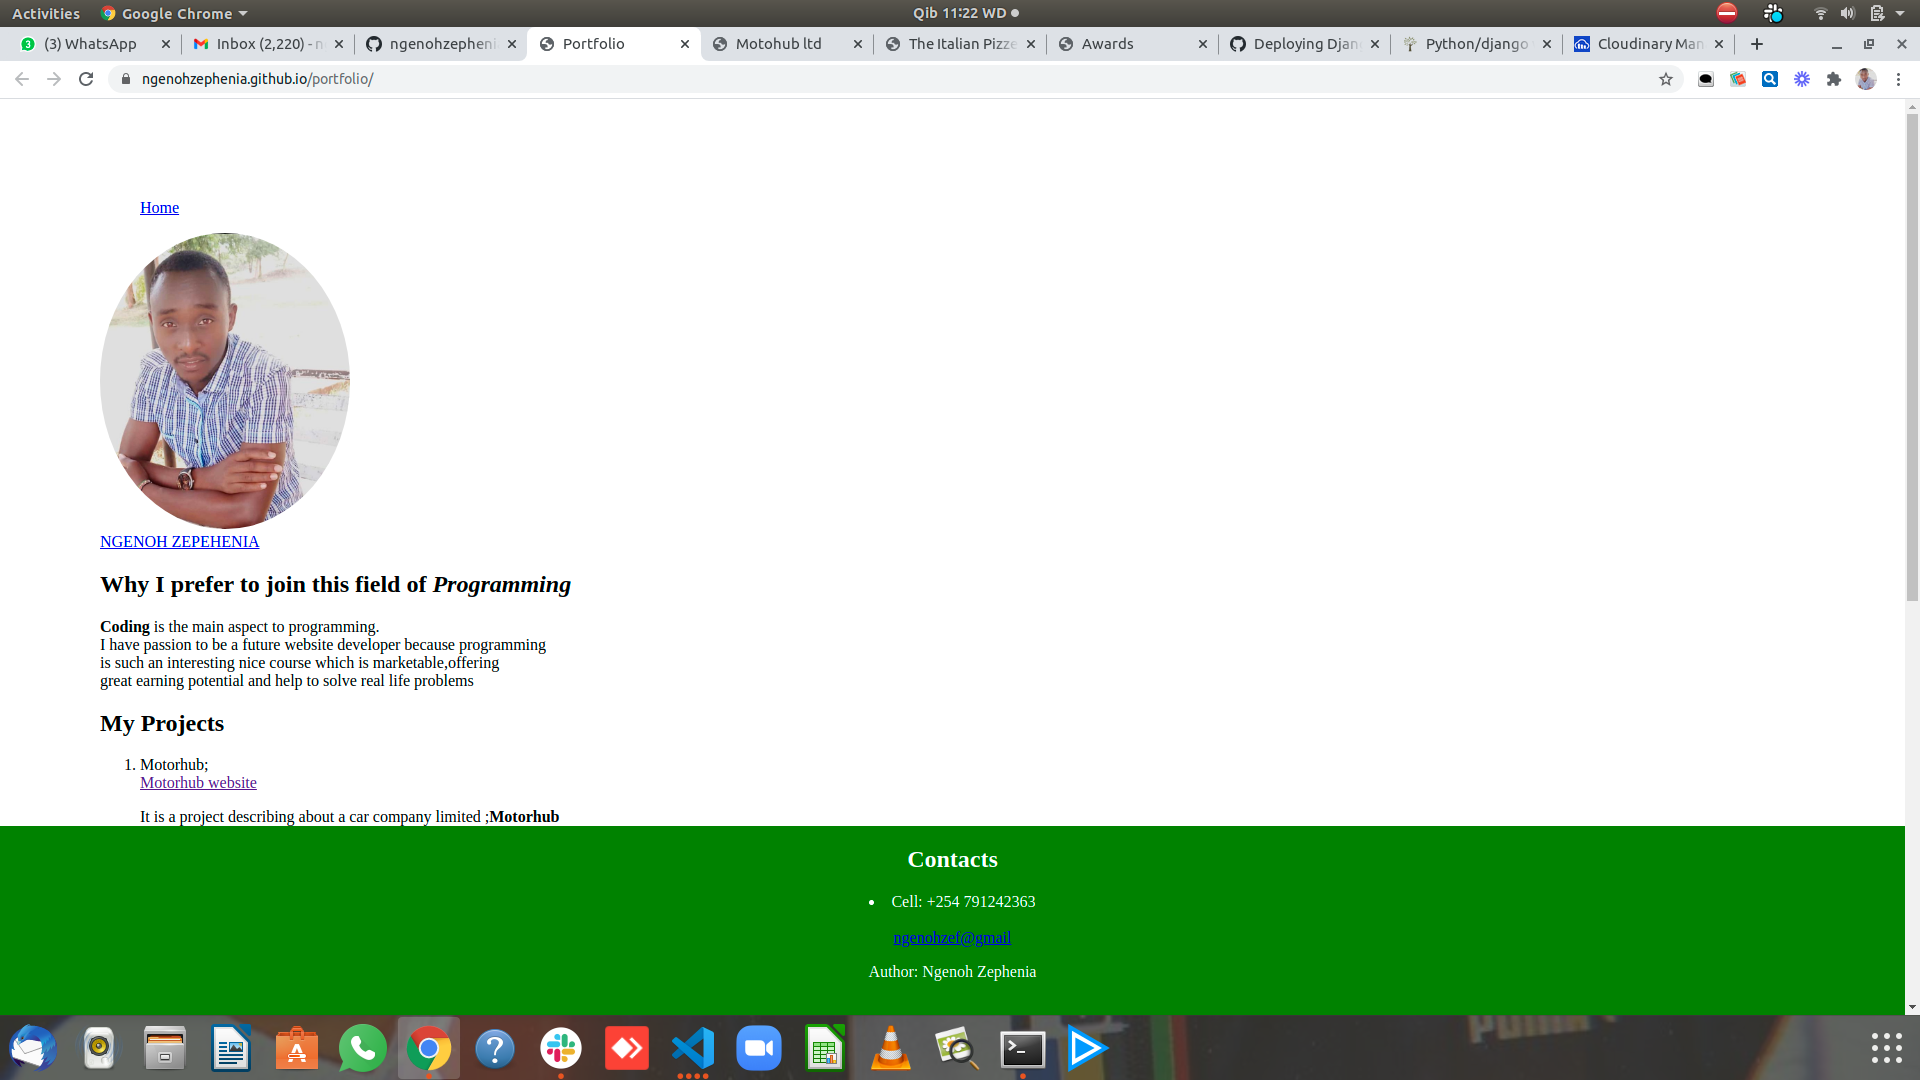 Activities Google Chrome Qib 11:22 WD
(3) WhatsApp Inbox (2,220) - n ngenohzepheni Portfolio Motohub ltd The Italian Pizze Awards Deploying Djan Python/django Cloudinary Man
ngenohzephenia.github.io/portfolio/
Home
NGENOH ZEPEHENIA
Why I prefer to join this field of Programming
Coding is the main aspect to programming.
I have passion to be a future website developer because programming
is such an interesting nice course which is marketable,offering
great earning potential and help to solve real life problems
My Projects
1. Motorhub;
Motorhub website
It is a project describing about a car company limited ;Motorhub
Contacts
• Cell: +254 791242363
ngenohzef@gmail
Author: Ngenoh Zephenia